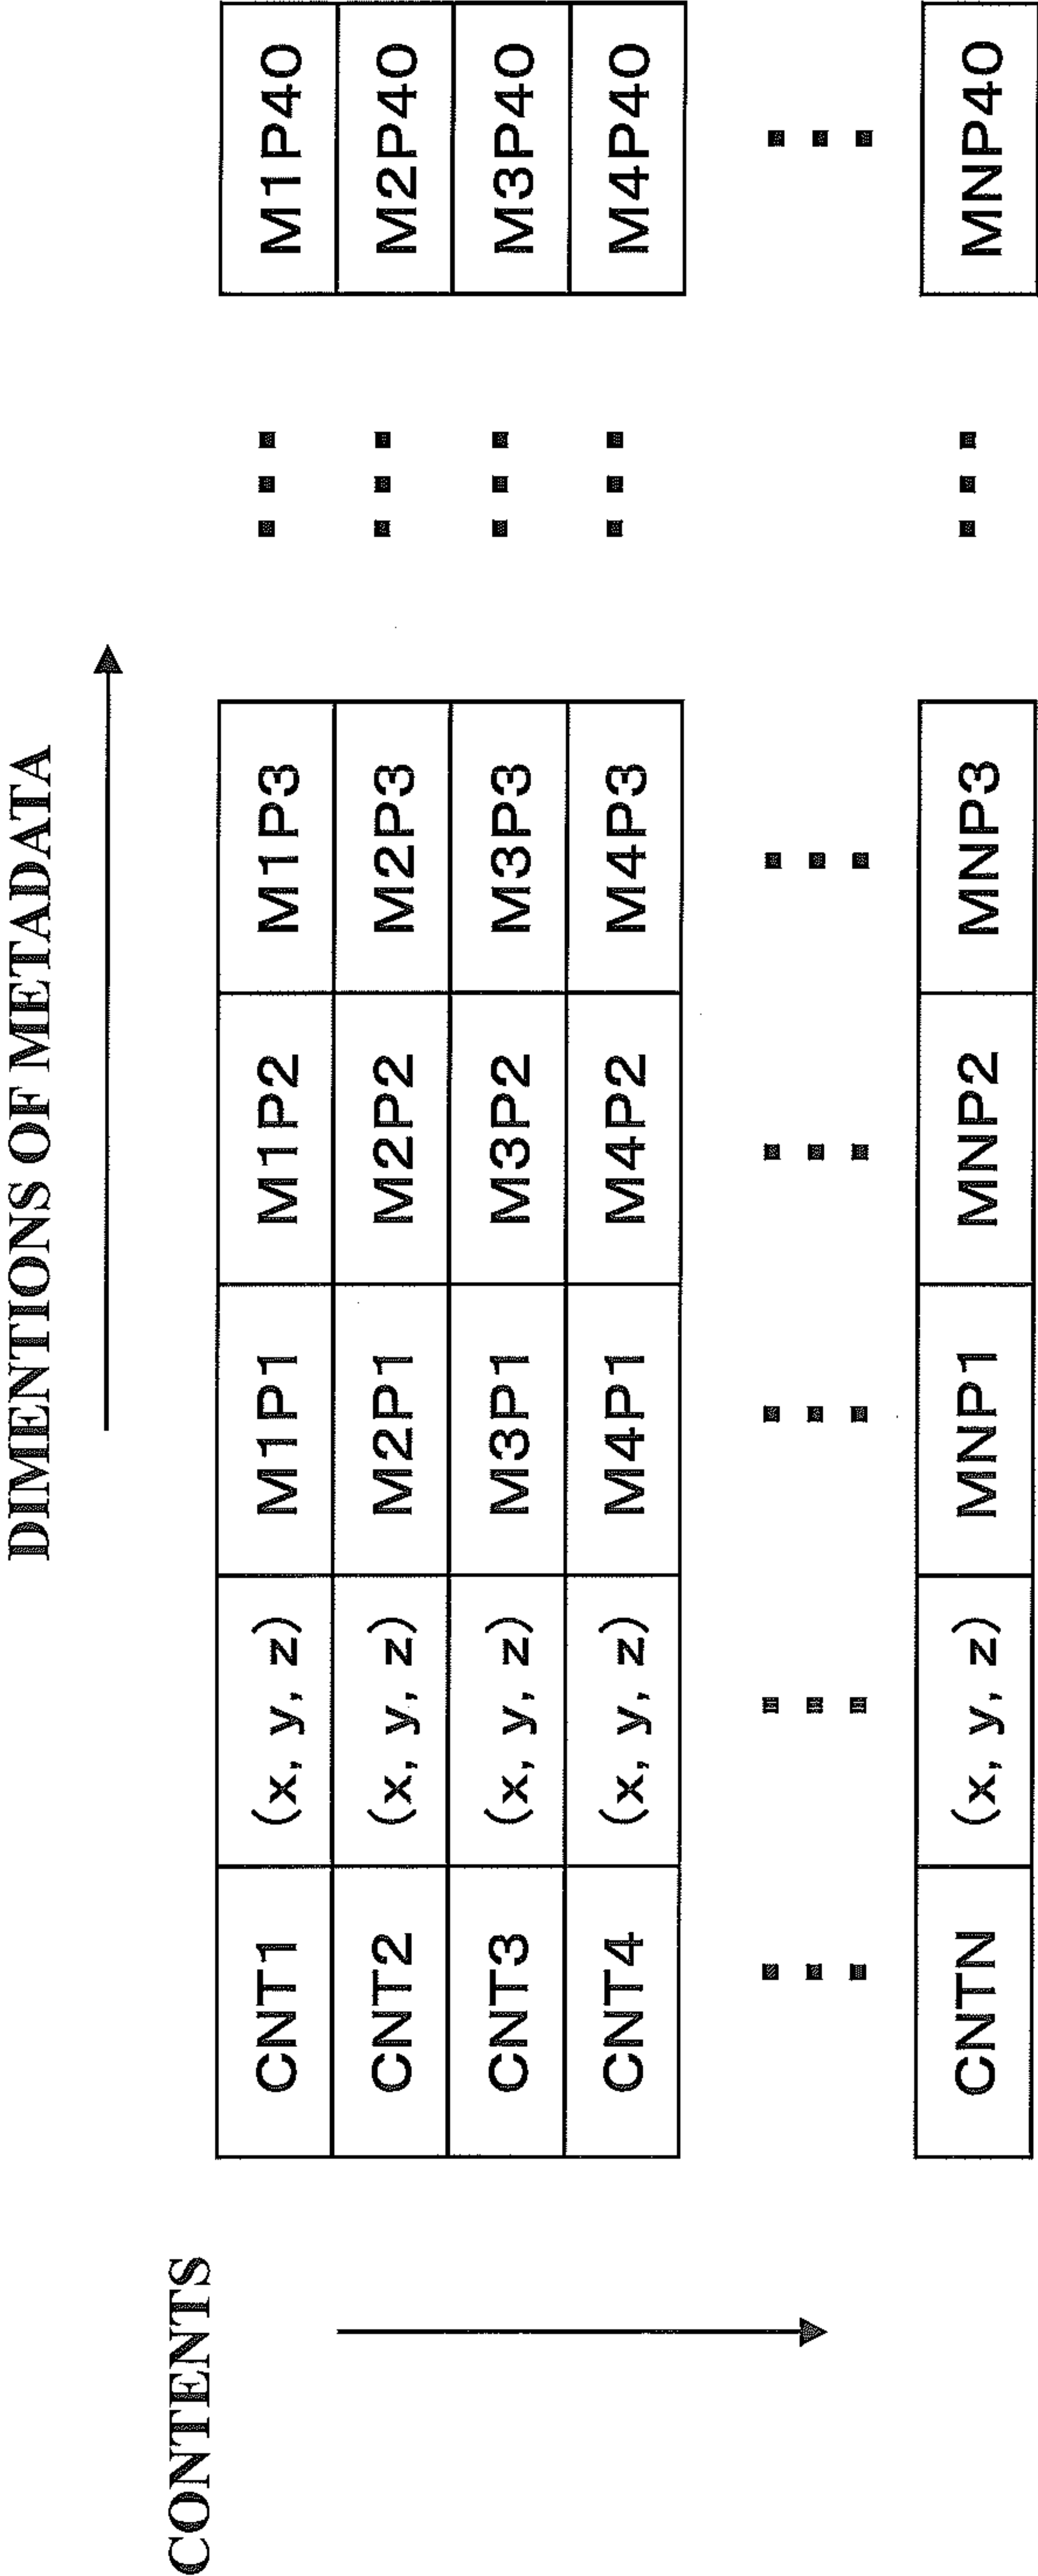 DIMENTIONS OF METADATA
CONTENTS
CNT1 (x, y, z) M1P1 M1P2 M1P3 ... M1P40
CNT2 (x, y, z) M2P1 M2P2 M2P3 ... M2P40
CNT3 (x, y, z) M3P1 M3P2 M3P3 ... M3P40
CNT4 (x, y, z) M4P1 M4P2 M4P3 ... M4P40
CNTN (x, y, z) MNP1 MNP2 MNP3 ... MNP40